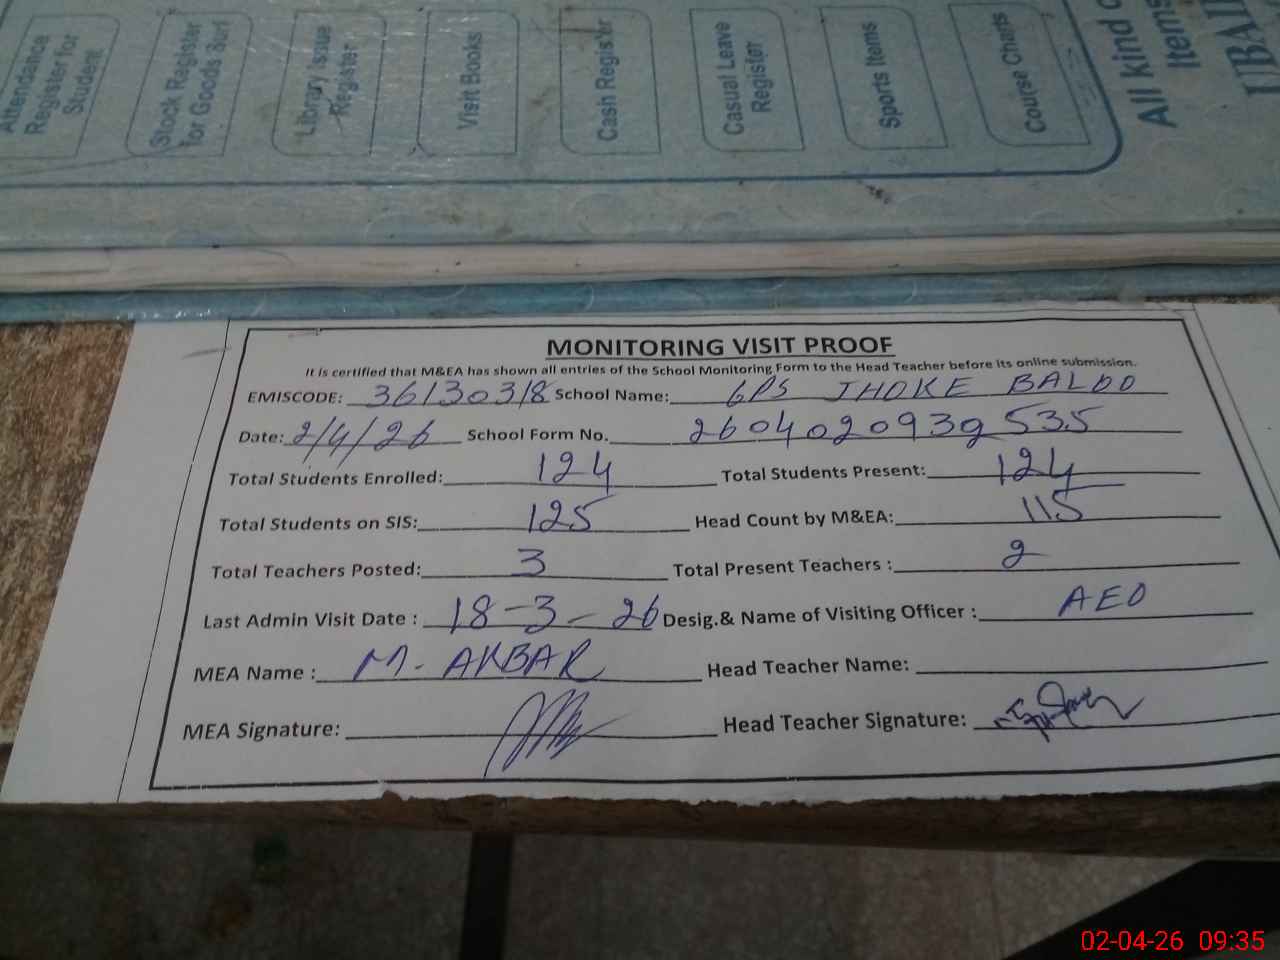 Attendance
Register for
Student
Stock Register
for Goods
Library Issue
Register
Visit Books
Cash Register
Casual Leave
Register
Sports Items
Course Charts
All kind
Items
MONITORING VISIT PROOF
It is certified that M&EA has shown all entries of the School Monitoring Form to the Head Teacher before its online submission.
EMISCODE: 36130318 School Name: GPS JHOKE BALDO
Date: 2/4/26 School Form No. 2604020939535
Total Students Enrolled: 124 Total Students Present: 124
Total Students on SIS: 125 Head Count by M&EA: 115
Total Teachers Posted: 3 Total Present Teachers : 2
Last Admin Visit Date : 18-3-26 Desig.& Name of Visiting Officer : AEO
MEA Name : M. AKBAR Head Teacher Name:
MEA Signature: Head Teacher Signature:
02-04-26 09:35